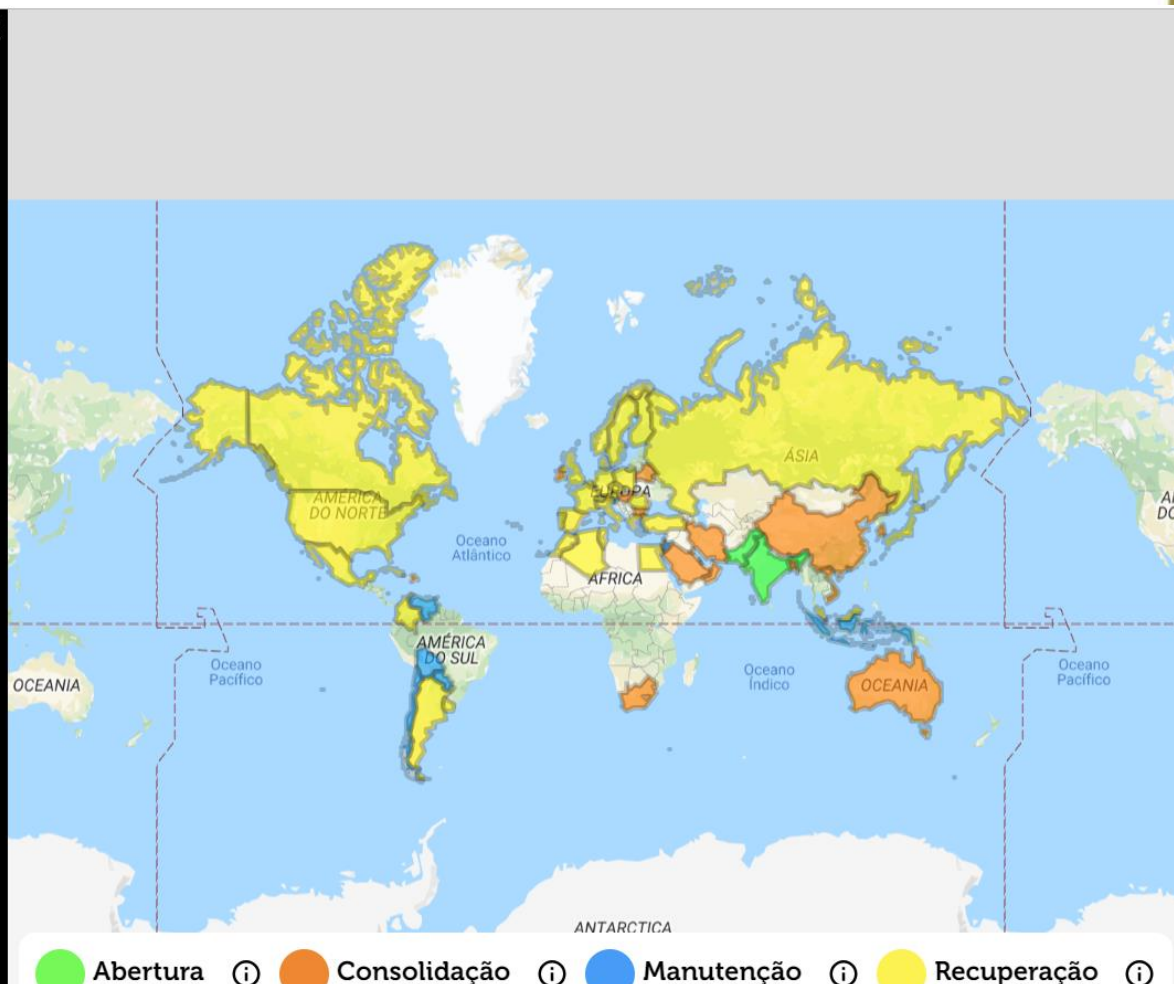 ÁSIA
EUROPA
AMÉRICA
DO NORTE
Oceano
Atlântico
ÁFRICA
AMÉRICA
DO SUL
Oceano
Pacífico
Oceano
Índico
Oceano
Pacífico
OCEANIA
OCEANIA
ANTARCTICA
Abertura
Consolidação
Manutenção
Recuperação